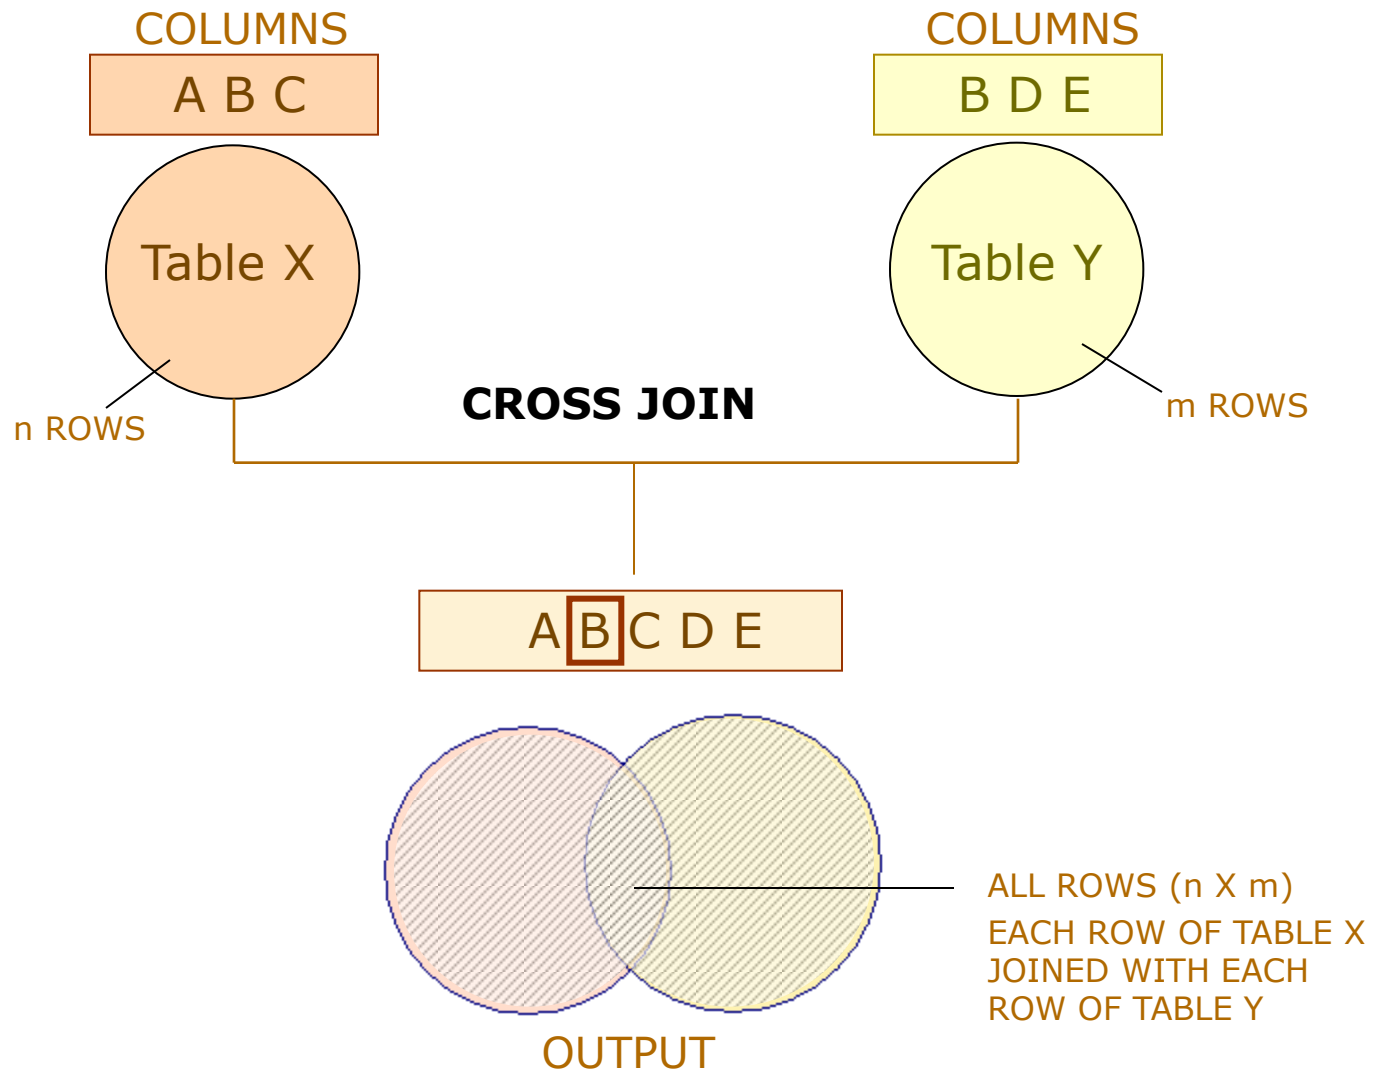 COLUMNS
A B C
Table X
n ROWS
COLUMNS
B D E
Table Y
m ROWS
CROSS JOIN
A B C D E
ALL ROWS (n X m)
EACH ROW OF TABLE X
JOINED WITH EACH
ROW OF TABLE Y
OUTPUT